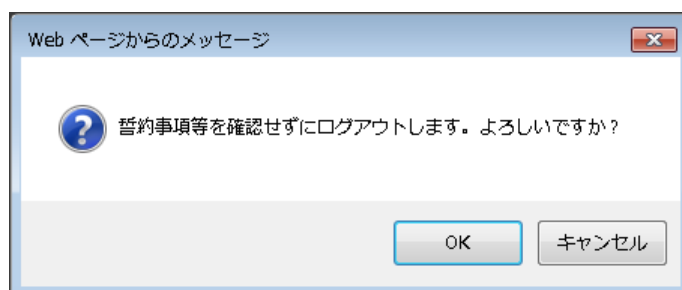 Web ページからのメッセージ
誓約事項等を確認せずにログアウトします。よろしいですか?
OK
キャンセル